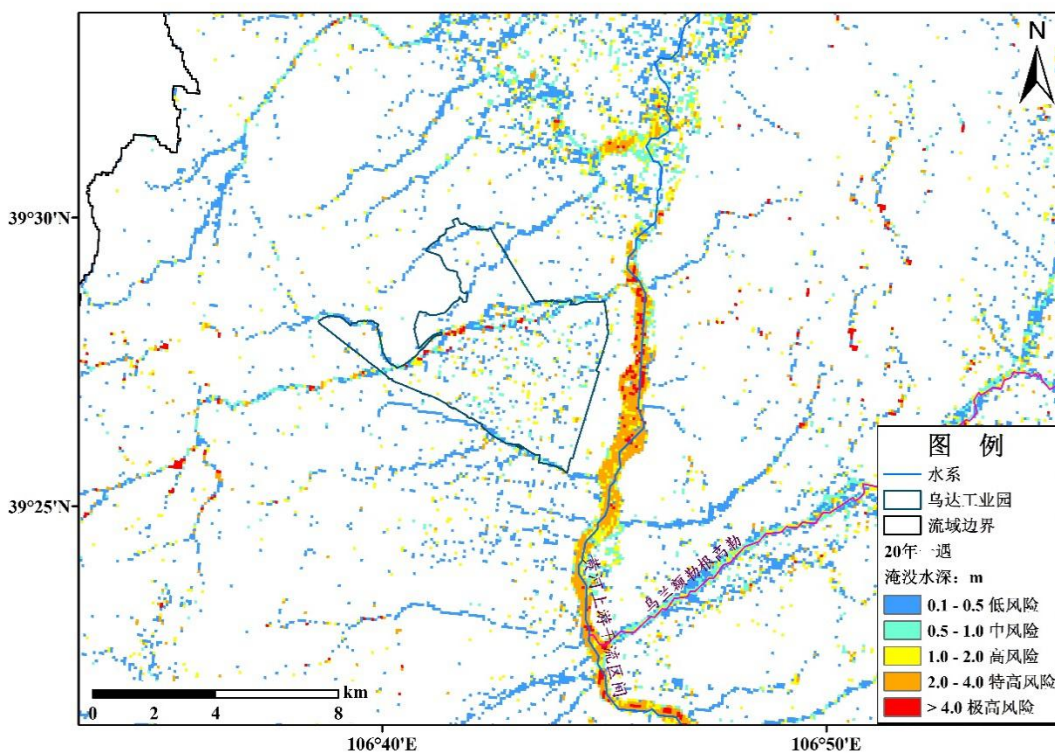 N
39°30'N
39°25'N
乌兰额勒根高勒
黄河上游干流区间
图 例
水系
乌达工业园
流域边界
20年一遇
淹没水深：m
0.1 - 0.5 低风险
0.5 - 1.0 中风险
1.0 - 2.0 高风险
2.0 - 4.0 特高风险
> 4.0 极高风险
km
0 2 4 8
106°40'E
106°50'E